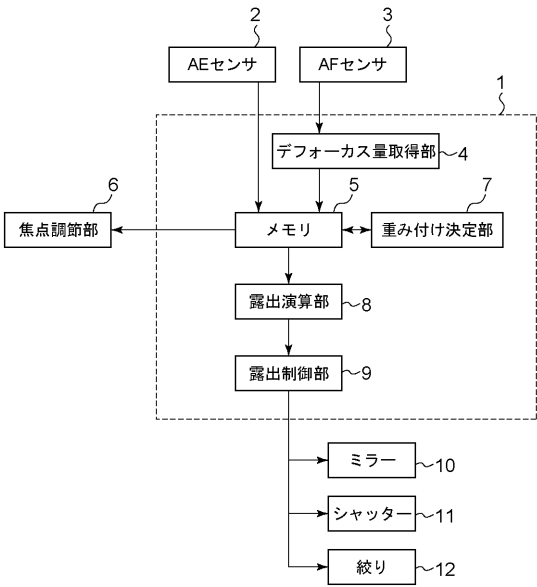 2
3
AEセンサ
AFセンサ
1
デフォーカス量取得部
4
6
5
7
焦点調節部
メモリ
重み付け決定部
露出演算部
8
露出制御部
9
ミラー
10
シャッター
11
絞り
12